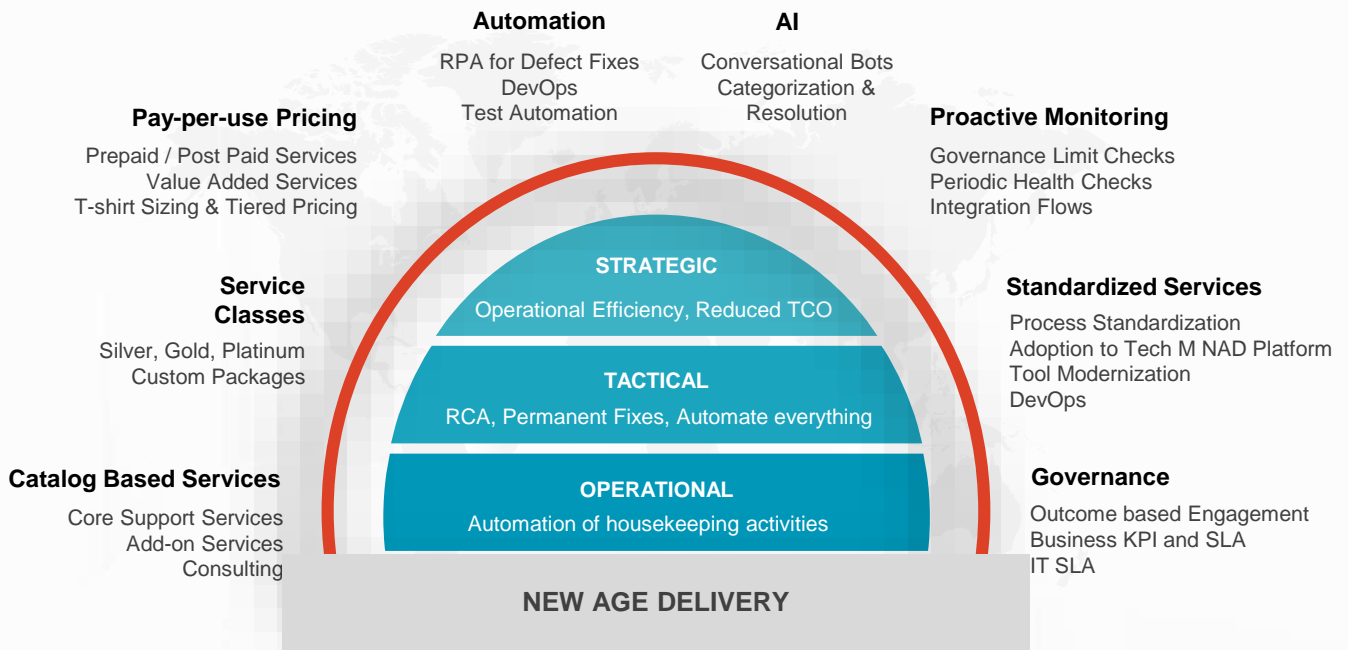 Automation
RPA for Defect Fixes
DevOps
Test Automation
AI
Conversational Bots
Categorization &
Resolution
Pay-per-use Pricing
Prepaid / Post Paid Services
Value Added Services
T-shirt Sizing & Tiered Pricing
Proactive Monitoring
Governance Limit Checks
Periodic Health Checks
Integration Flows
Service
Classes
Silver, Gold, Platinum
Custom Packages
STRATEGIC
Operational Efficiency, Reduced TCO
TACTICAL
RCA, Permanent Fixes, Automate everything
OPERATIONAL
Automation of housekeeping activities
Standardized Services
Process Standardization
Adoption to Tech M NAD Platform
Tool Modernization
DevOps
Catalog Based Services
Core Support Services
Add-on Services
Consulting
Governance
Outcome based Engagement
Business KPI and SLA
IT SLA
NEW AGE DELIVERY